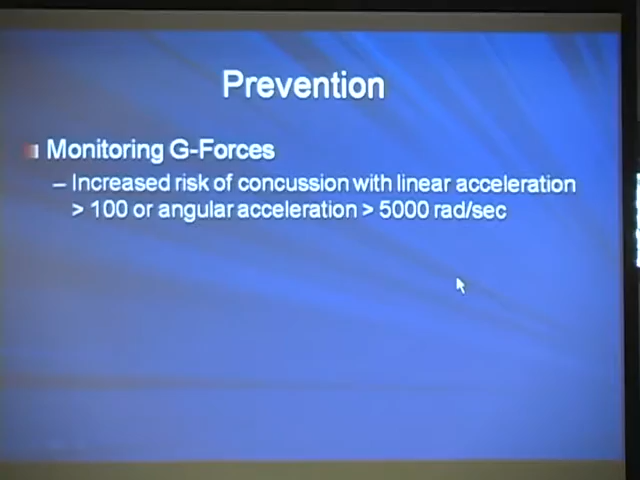 Prevention
Monitoring G-Forces
– Increased risk of concussion with linear acceleration
> 100 or angular acceleration > 5000 rad/sec